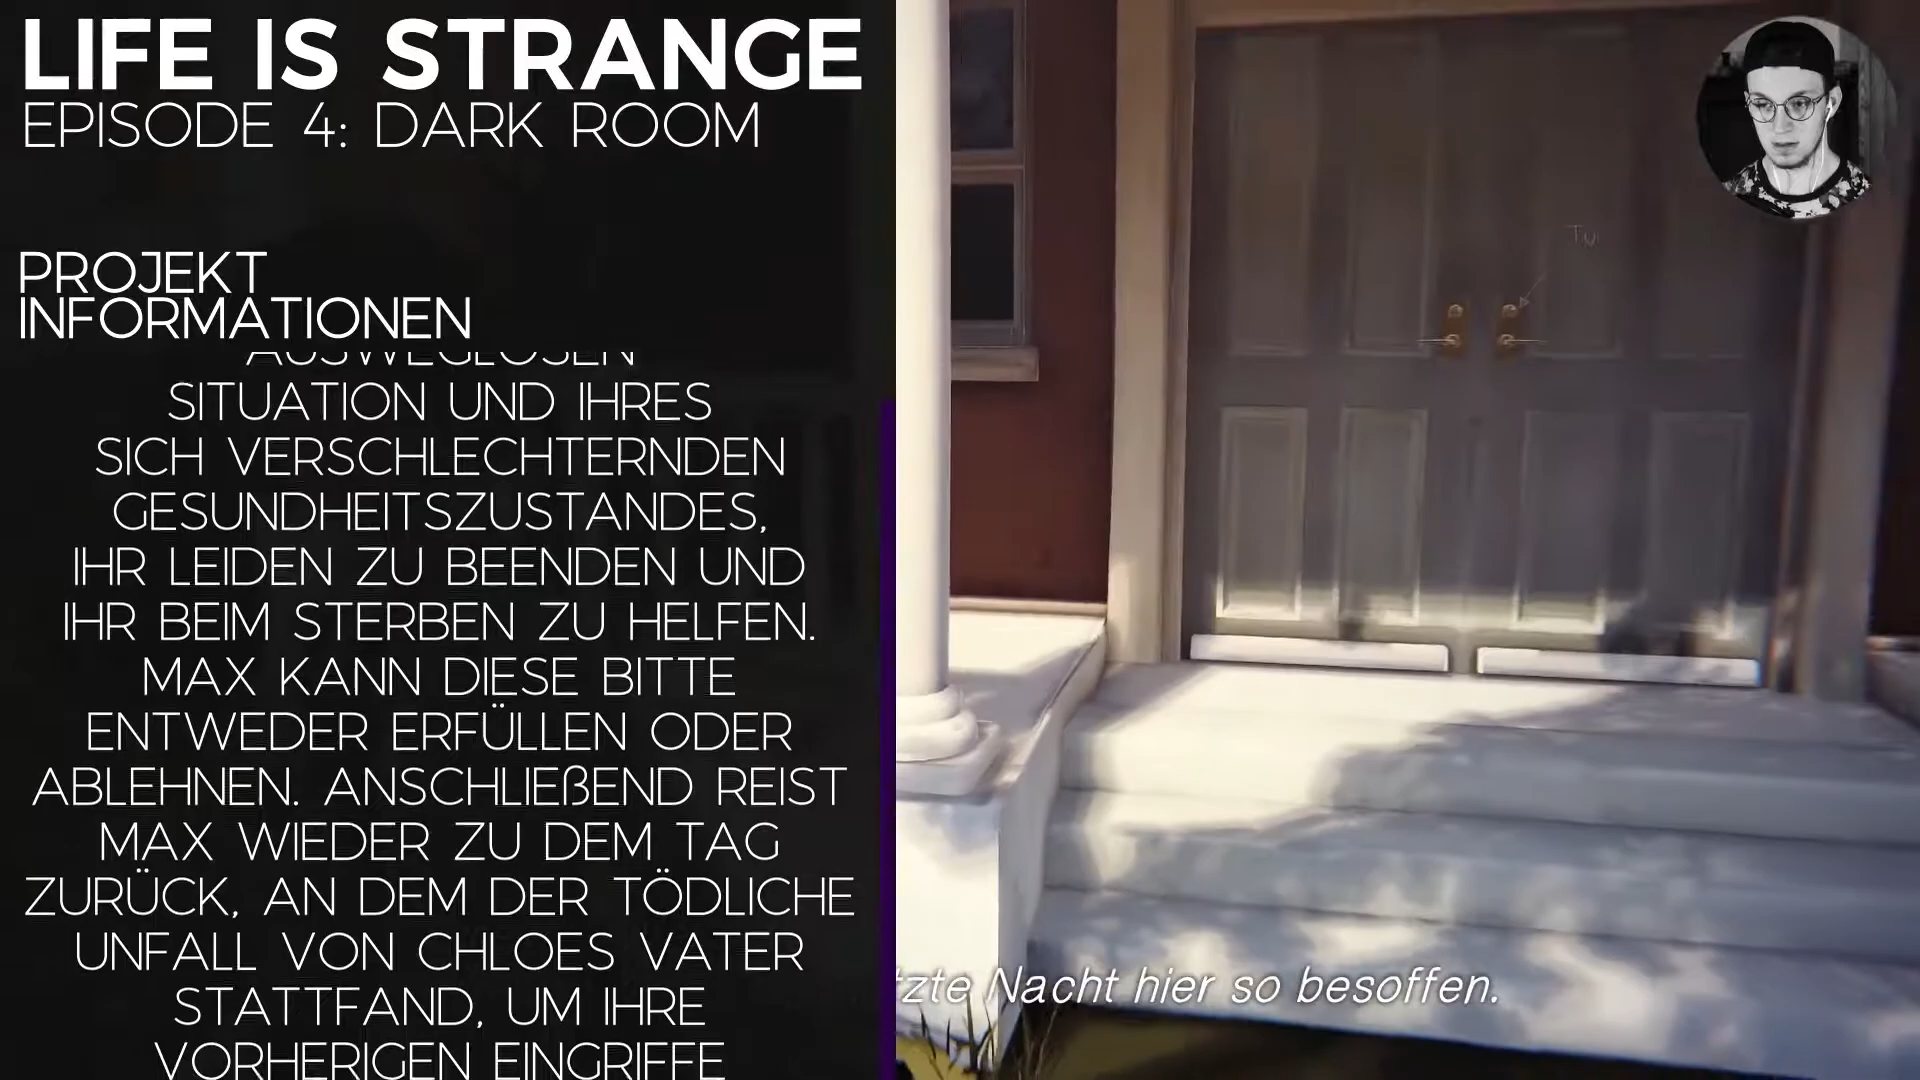 LIFE IS STRANGE
EPISODE 4: DARK ROOM
PROJEKT
INFORMATIONEN
AUSWEGLOSEN
SITUATION UND IHRES
SICH VERSCHLECHTERNDEN
GESUNDHEITSZUSTANDES,
IHR LEIDEN ZU BEENDEN UND
IHR BEIM STERBEN ZU HELFEN.
MAX KANN DIESE BITTE
ENTWEDER ERFÜLLEN ODER
ABLEHNEN. ANSCHLIEßEND REIST
MAX WIEDER ZU DEM TAG
ZURÜCK, AN DEM DER TÖDLICHE
UNFALL VON CHLOES VATER
STATTFAND, UM IHRE
VORHERIGEN EINGRIFFE
Nacht hier so besoffen.